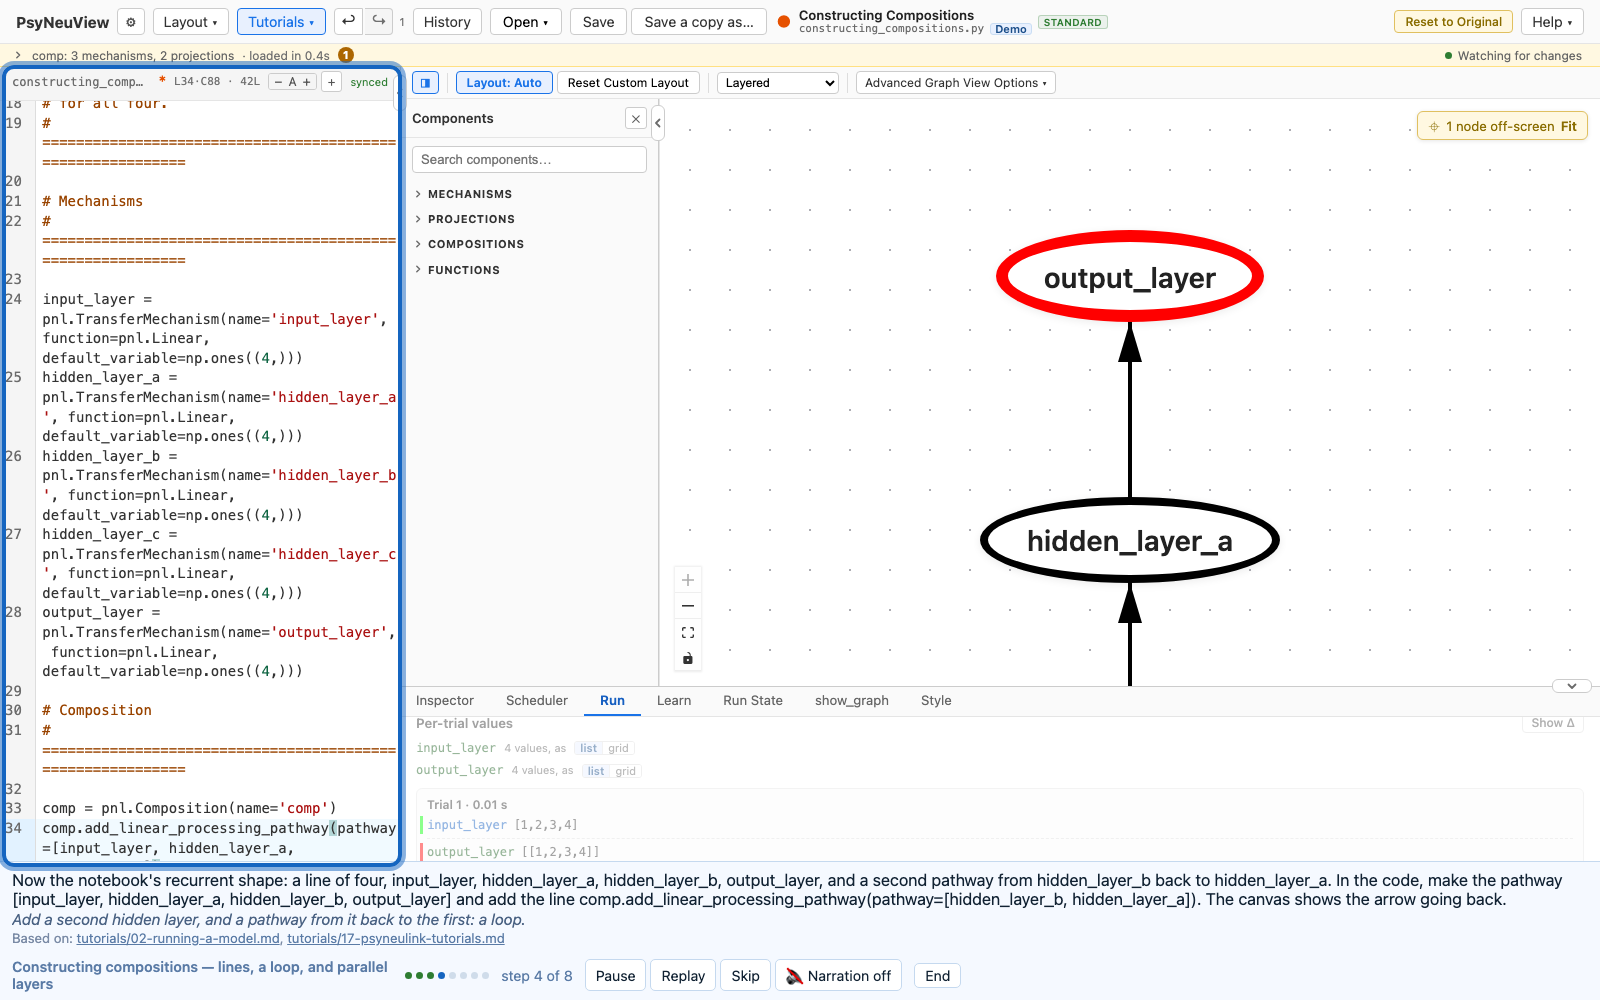 PsyNeuView
Layout ▾
Tutorials ▾
1
History
Open ▾
Save
Save a copy as...
Constructing Compositions
constructing_compositions.py
Demo
STANDARD
Reset to Original
Help ▾
comp: 3 mechanisms, 2 projections · loaded in 0.4s
1
Watching for changes
constructing_comp… * L34·C88 · 42L − A + + synced
18 # for all four.
19 #
==========================================
=================
20
21 # Mechanisms
22 #
==========================================
=================
23
24 input_layer =
pnl.TransferMechanism(name='input_layer',
function=pnl.Linear,
default_variable=np.ones((4,)))
25 hidden_layer_a =
pnl.TransferMechanism(name='hidden_layer_a
', function=pnl.Linear,
default_variable=np.ones((4,)))
26 hidden_layer_b =
pnl.TransferMechanism(name='hidden_layer_b
', function=pnl.Linear,
default_variable=np.ones((4,)))
27 hidden_layer_c =
pnl.TransferMechanism(name='hidden_layer_c
', function=pnl.Linear,
default_variable=np.ones((4,)))
28 output_layer =
pnl.TransferMechanism(name='output_layer',
function=pnl.Linear,
default_variable=np.ones((4,)))
29
30 # Composition
31 #
==========================================
=================
32
33 comp = pnl.Composition(name='comp')
34 comp.add_linear_processing_pathway(pathway
=[input_layer, hidden_layer_a,
Layout: Auto
Reset Custom Layout
Layered
Advanced Graph View Options ▾
Components
Search components…
MECHANISMS
PROJECTIONS
COMPOSITIONS
FUNCTIONS
1 node off-screen Fit
output_layer
hidden_layer_a
Inspector
Scheduler
Run
Learn
Run State
show_graph
Style
Per-trial values
Show Δ
input_layer 4 values, as list grid
output_layer 4 values, as list grid
Trial 1 · 0.01 s
input_layer [1,2,3,4]
output_layer [[1,2,3,4]]
Now the notebook's recurrent shape: a line of four, input_layer, hidden_layer_a, hidden_layer_b, output_layer, and a second pathway from hidden_layer_b back to hidden_layer_a. In the code, make the pathway
[input_layer, hidden_layer_a, hidden_layer_b, output_layer] and add the line comp.add_linear_processing_pathway(pathway=[hidden_layer_b, hidden_layer_a]). The canvas shows the arrow going back.
Add a second hidden layer, and a pathway from it back to the first: a loop.
Based on: tutorials/02-running-a-model.md, tutorials/17-psyneulink-tutorials.md
Constructing compositions — lines, a loop, and parallel
layers
step 4 of 8
Pause
Replay
Skip
Narration off
End